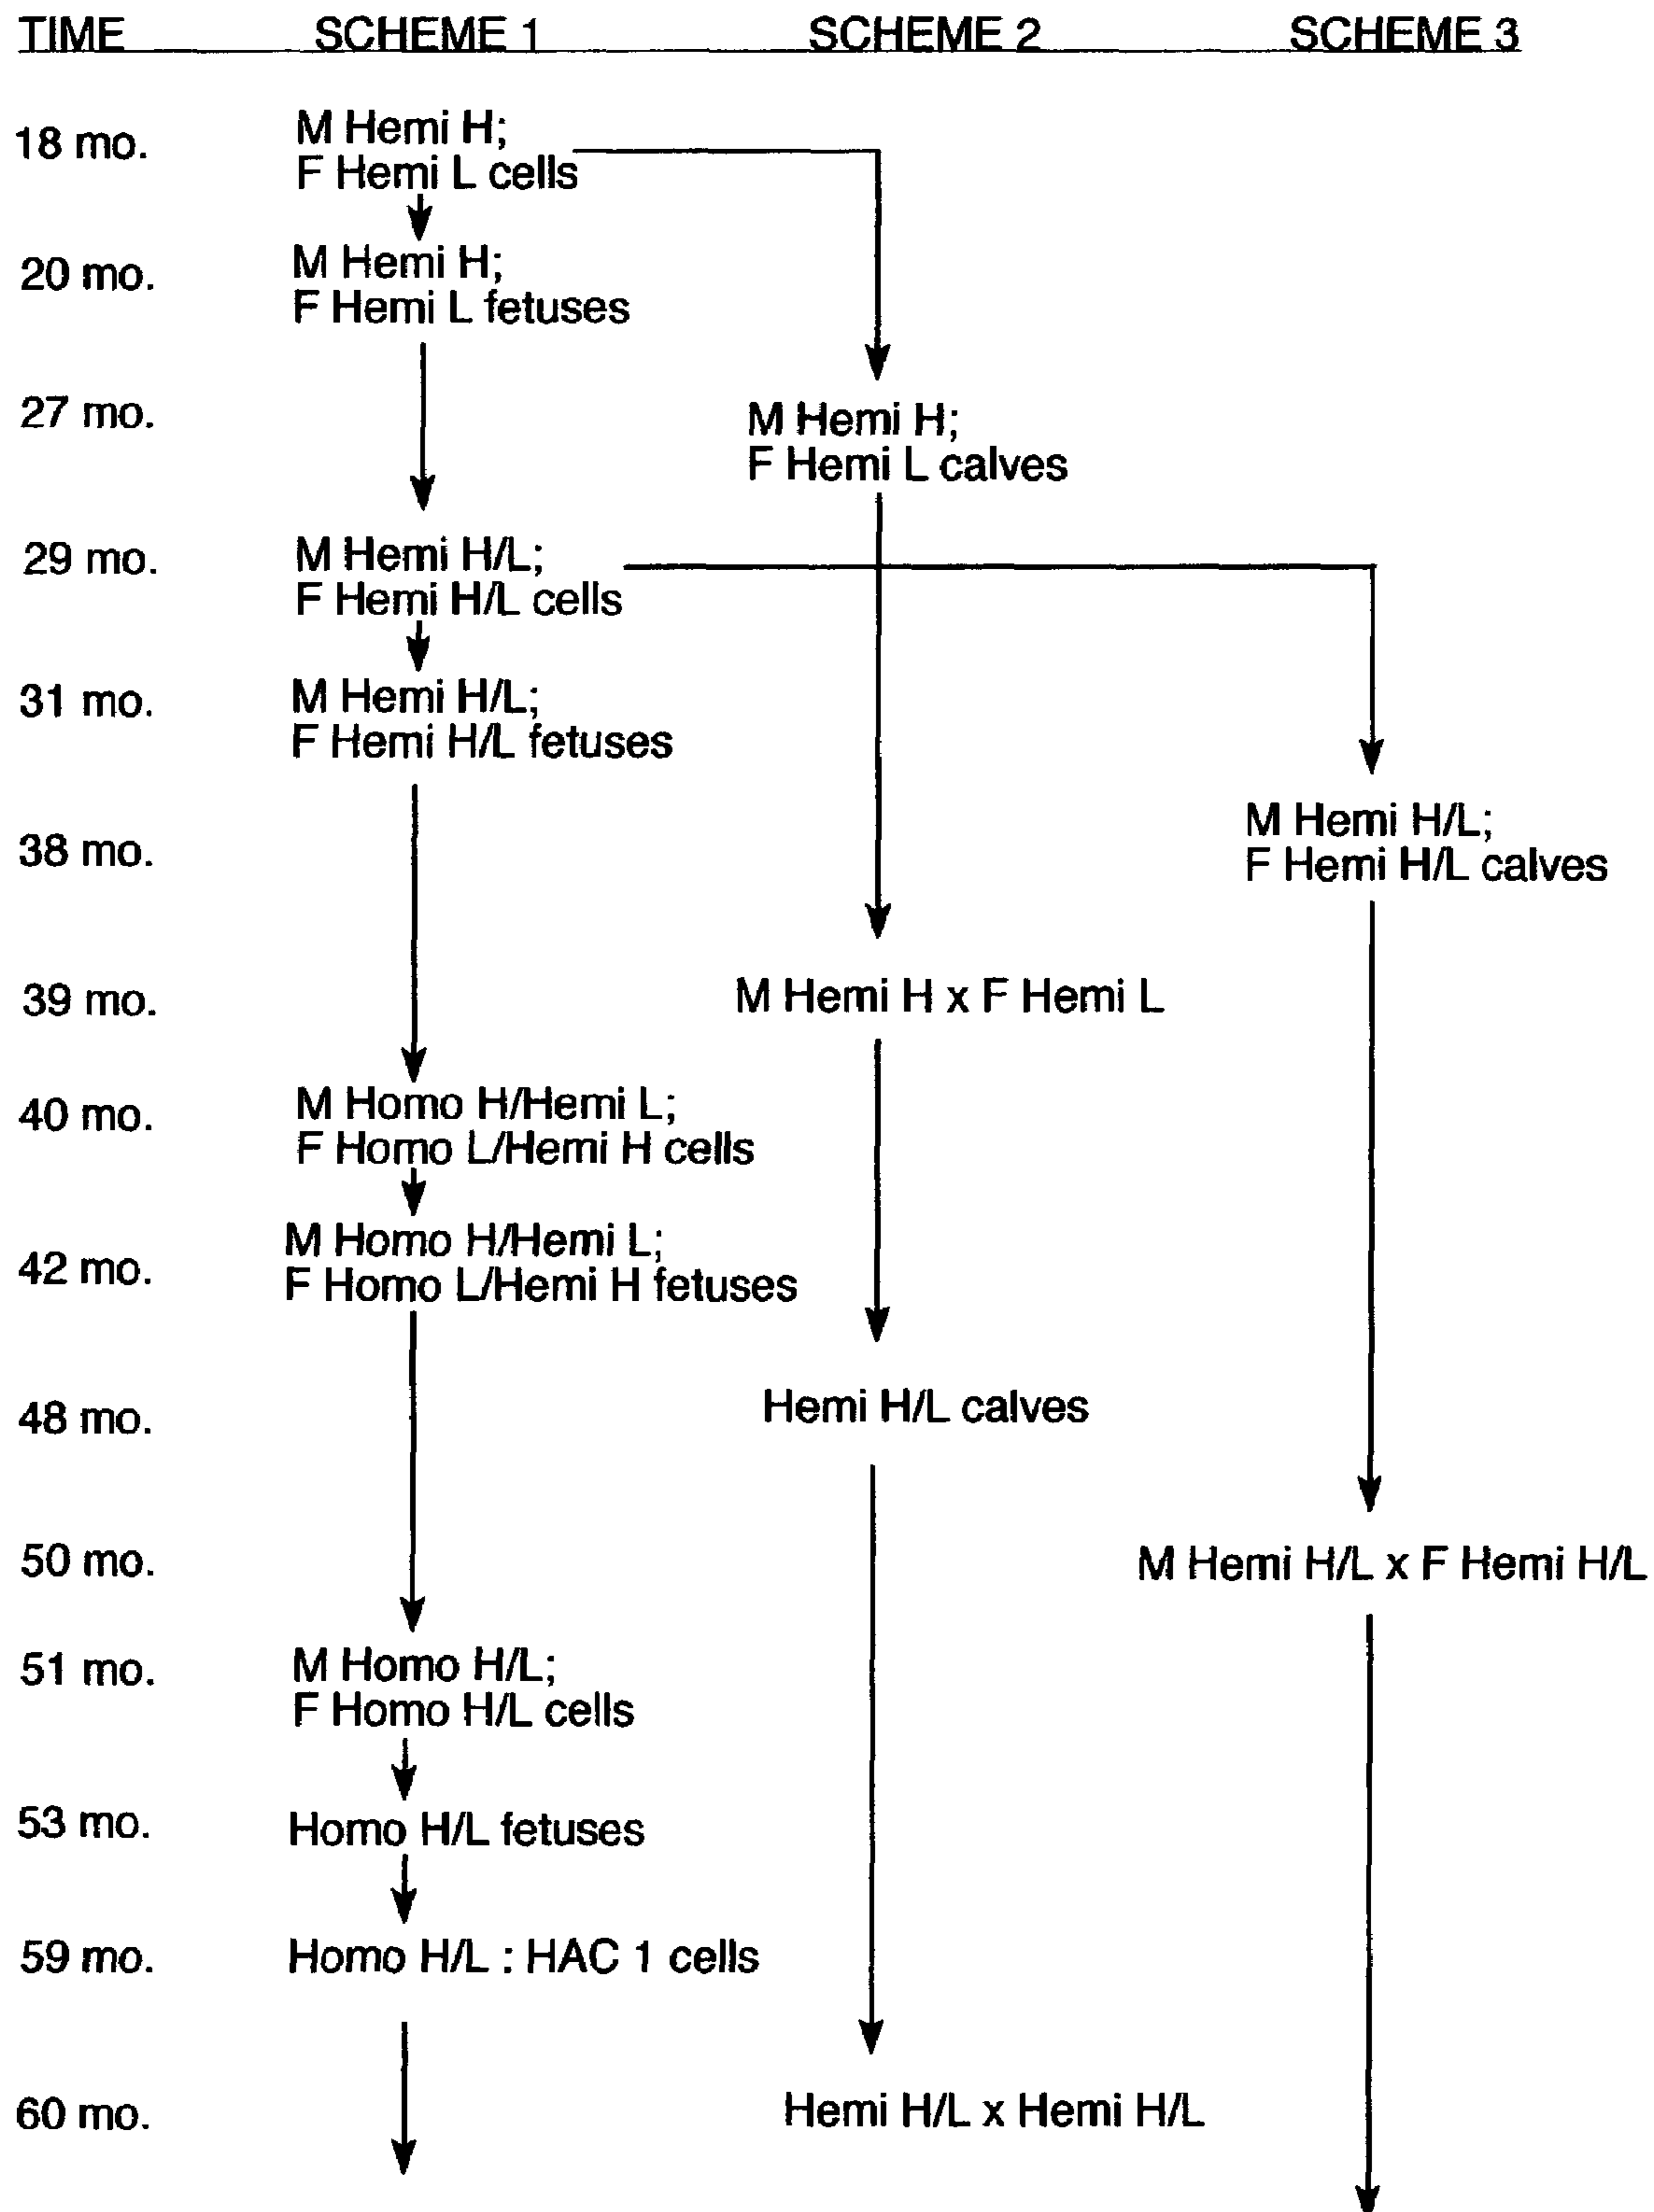 TIME SCHEME 1 SCHEME 2 SCHEME 3
18 mo. M Hemi H;
F Hemi L cells
20 mo. M Hemi H;
F Hemi L fetuses
27 mo. M Hemi H;
F Hemi L calves
29 mo. M Hemi H/L;
F Hemi H/L cells
31 mo. M Hemi H/L;
F Hemi H/L fetuses
38 mo. M Hemi H/L;
F Hemi H/L calves
39 mo. M Hemi H x F Hemi L
40 mo. M Homo H/Hemi L;
F Homo L/Hemi H cells
42 mo. M Homo H/Hemi L;
F Homo L/Hemi H fetuses
48 mo. Hemi H/L calves
50 mo. M Hemi H/L x F Hemi H/L
51 mo. M Homo H/L;
F Homo H/L cells
53 mo. Homo H/L fetuses
59 mo. Homo H/L : HAC 1 cells
60 mo. Hemi H/L x Hemi H/L